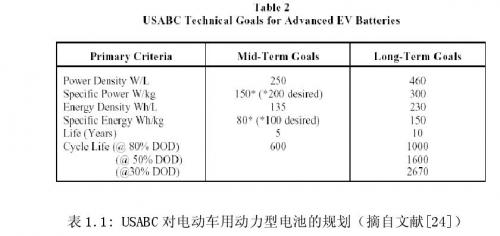 Table 2
USABC Technical Goals for Advanced EV Batteries
Primary Criteria Mid-Term Goals Long-Term Goals
Power Density W/L 250 460
Specific Power W/kg 150* (*200 desired) 300
Energy Density Wh/L 135 230
Specific Energy Wh/kg 80* (*100 desired) 150
Life (Years) 5 10
Cycle Life (@ 80% DOD) 600 1000
(@ 50% DOD) 1600
(@30% DOD) 2670
表 1.1: USABC 对电动车用动力型电池的规划（摘自文献[24]）